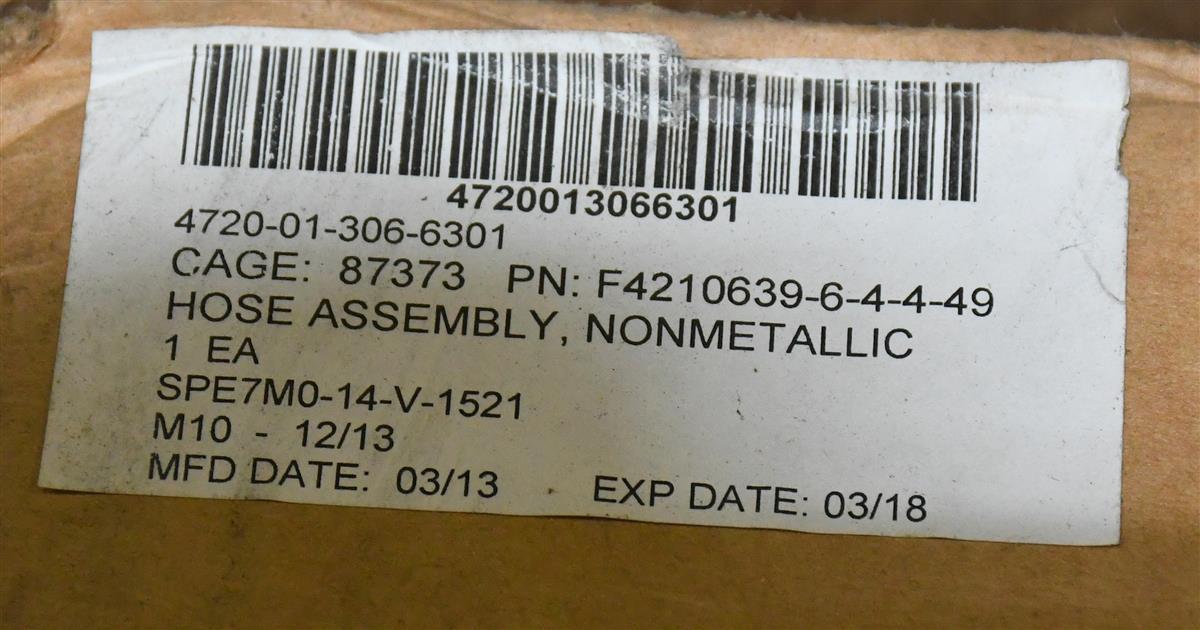 4720013066301
4720-01-306-6301
CAGE: 87373 PN: F4210639-6-4-4-49
HOSE ASSEMBLY, NONMETALLIC
1 EA
SPE7M0-14-V-1521
M10 - 12/13
MFD DATE: 03/13 EXP DATE: 03/18